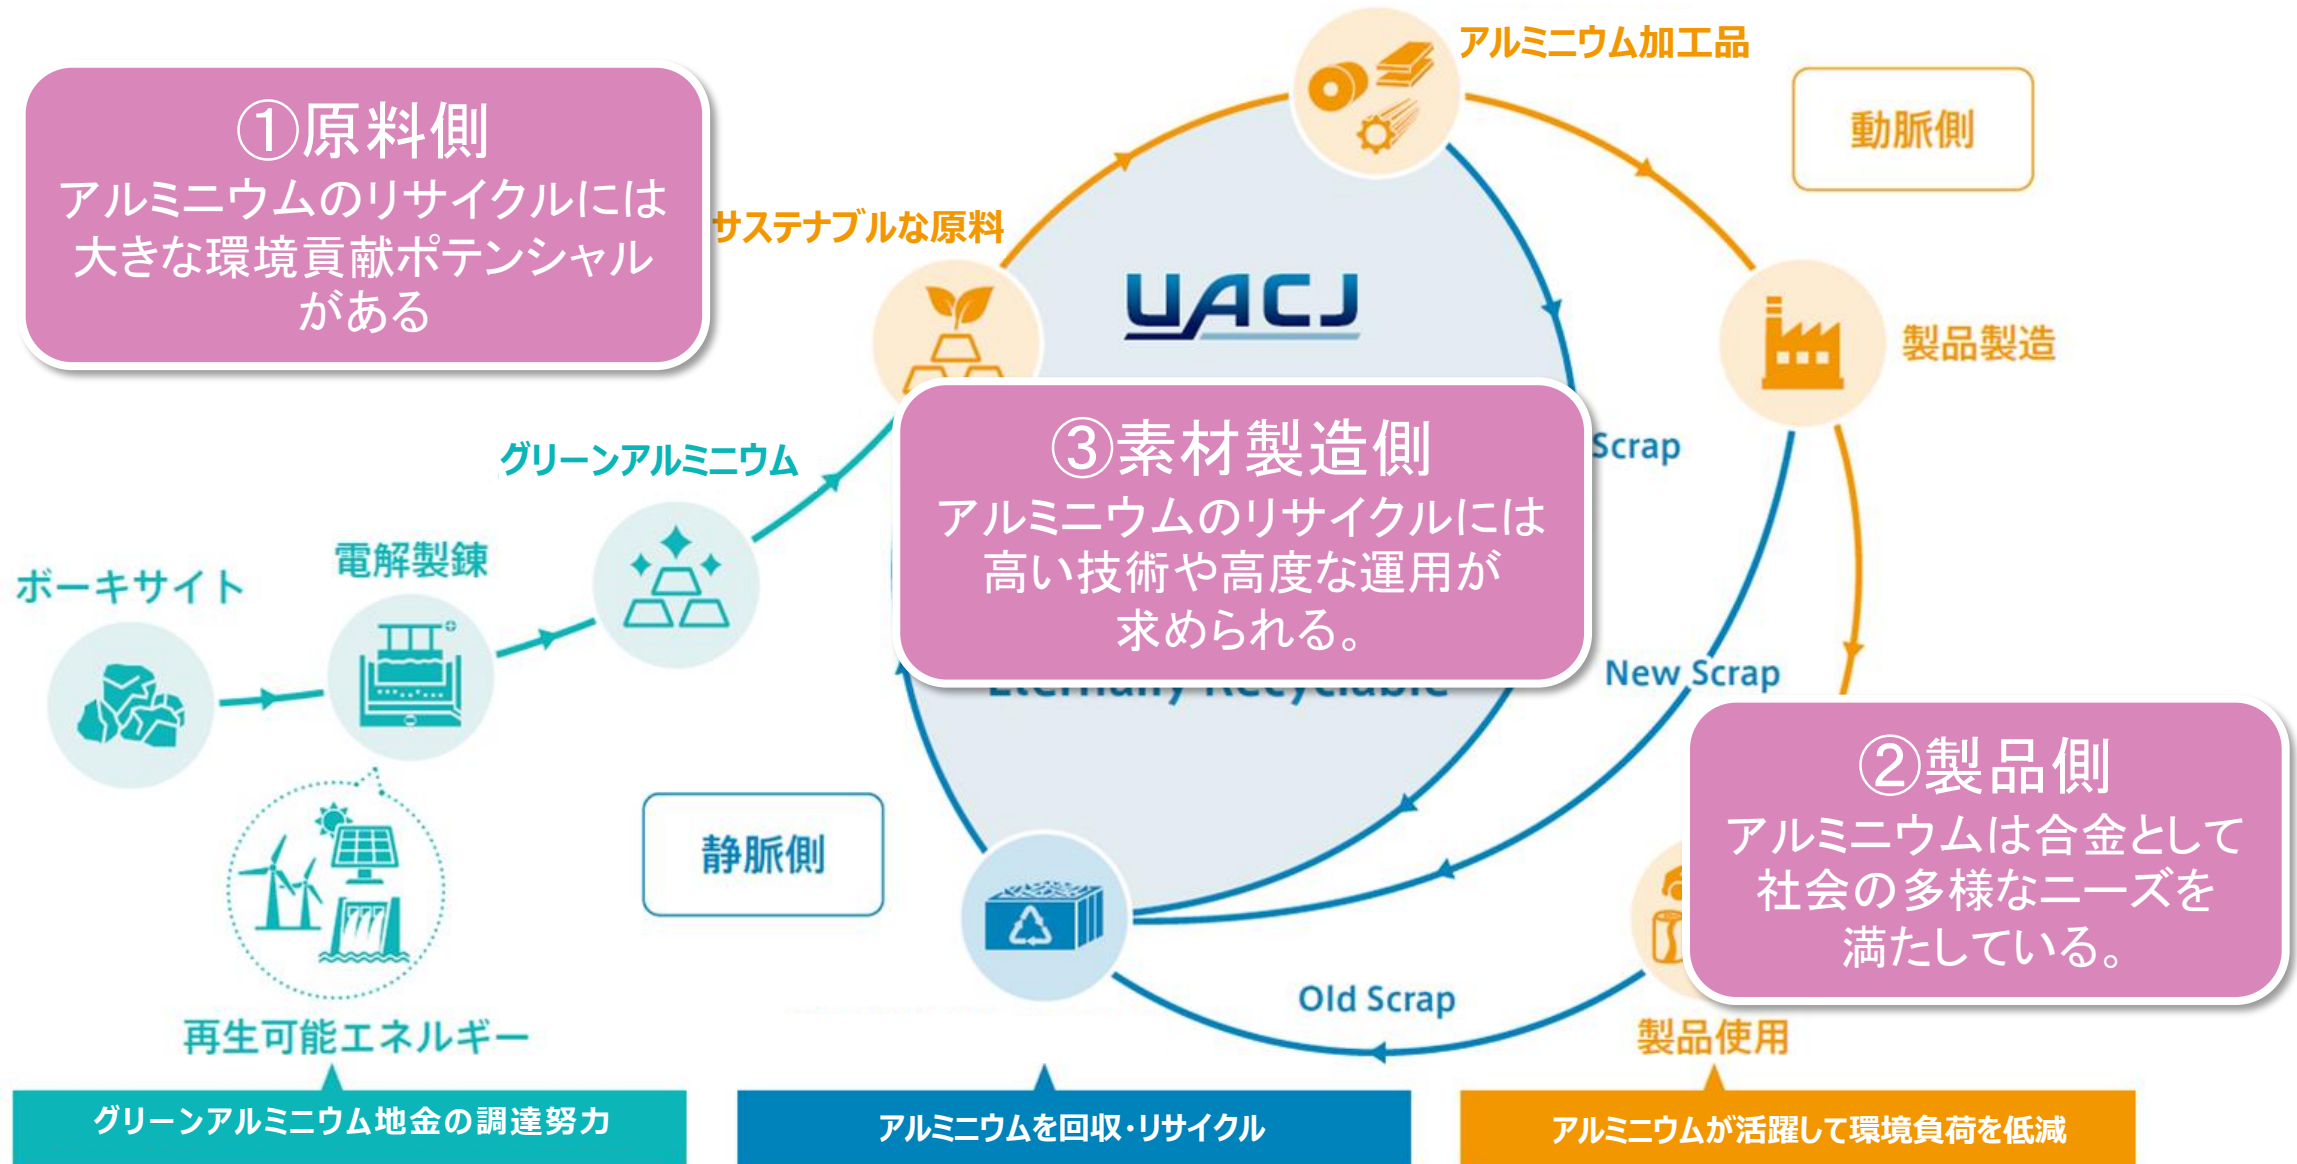 アルミニウム加工品
①原料側
アルミニウムのリサイクルには
大きな環境貢献ポテンシャル
がある
動脈側
サステナブルな原料
UACJ
製品製造
③素材製造側
アルミニウムのリサイクルには
高い技術や高度な運用が
求められる。
Scrap
グリーンアルミニウム
電解製錬
ボーキサイト
Eternally Recyclable
New Scrap
②製品側
アルミニウムは合金として
社会の多様なニーズを
満たしている。
静脈側
Old Scrap
再生可能エネルギー
製品使用
グリーンアルミニウム地金の調達努力
アルミニウムを回収・リサイクル
アルミニウムが活躍して環境負荷を低減